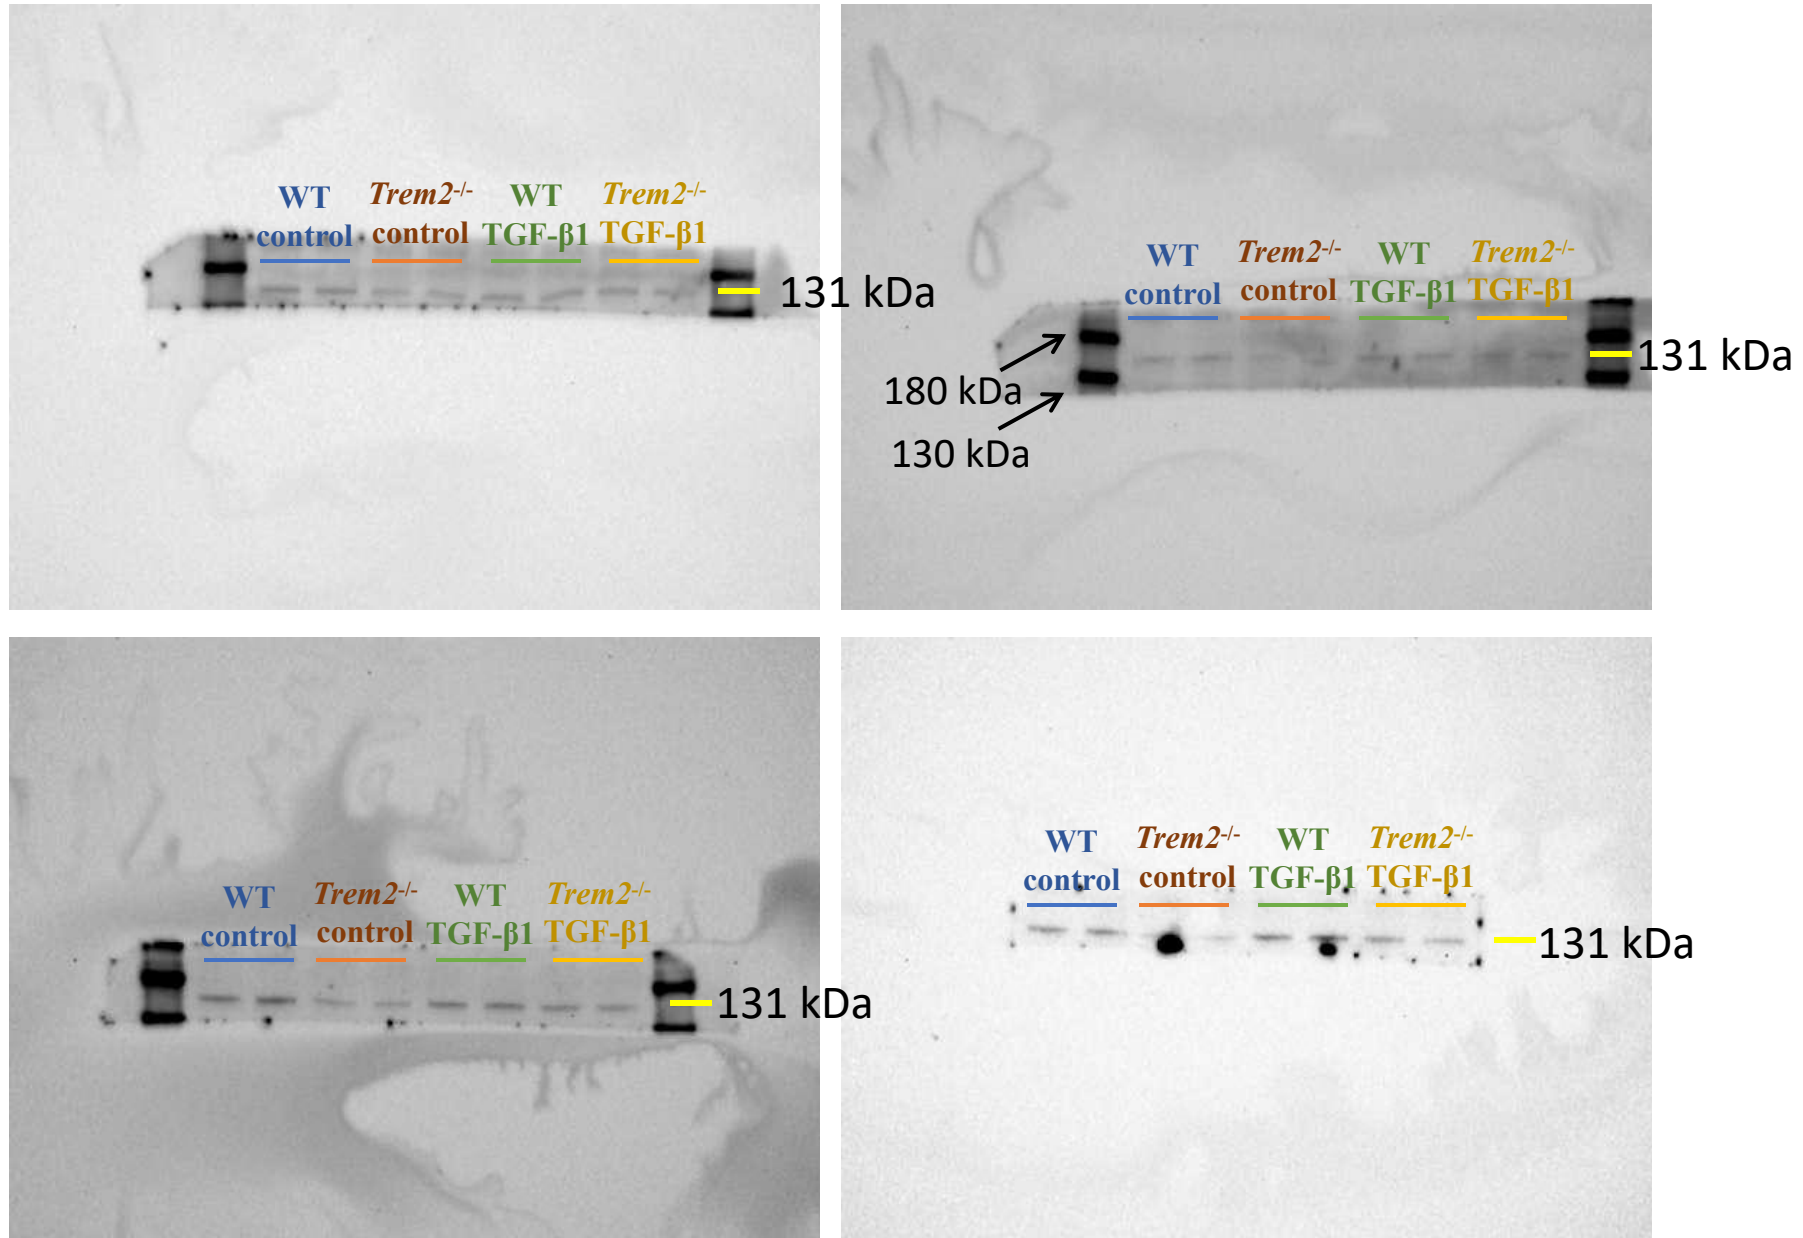 WT Trem2-/- WT Trem2-/-
control control TGF-β1 TGF-β1
131 kDa
WT Trem2-/- WT Trem2-/-
control control TGF-β1 TGF-β1
131 kDa
180 kDa
130 kDa
WT Trem2-/- WT Trem2-/-
control control TGF-β1 TGF-β1
131 kDa
WT Trem2-/- WT Trem2-/-
control control TGF-β1 TGF-β1
131 kDa